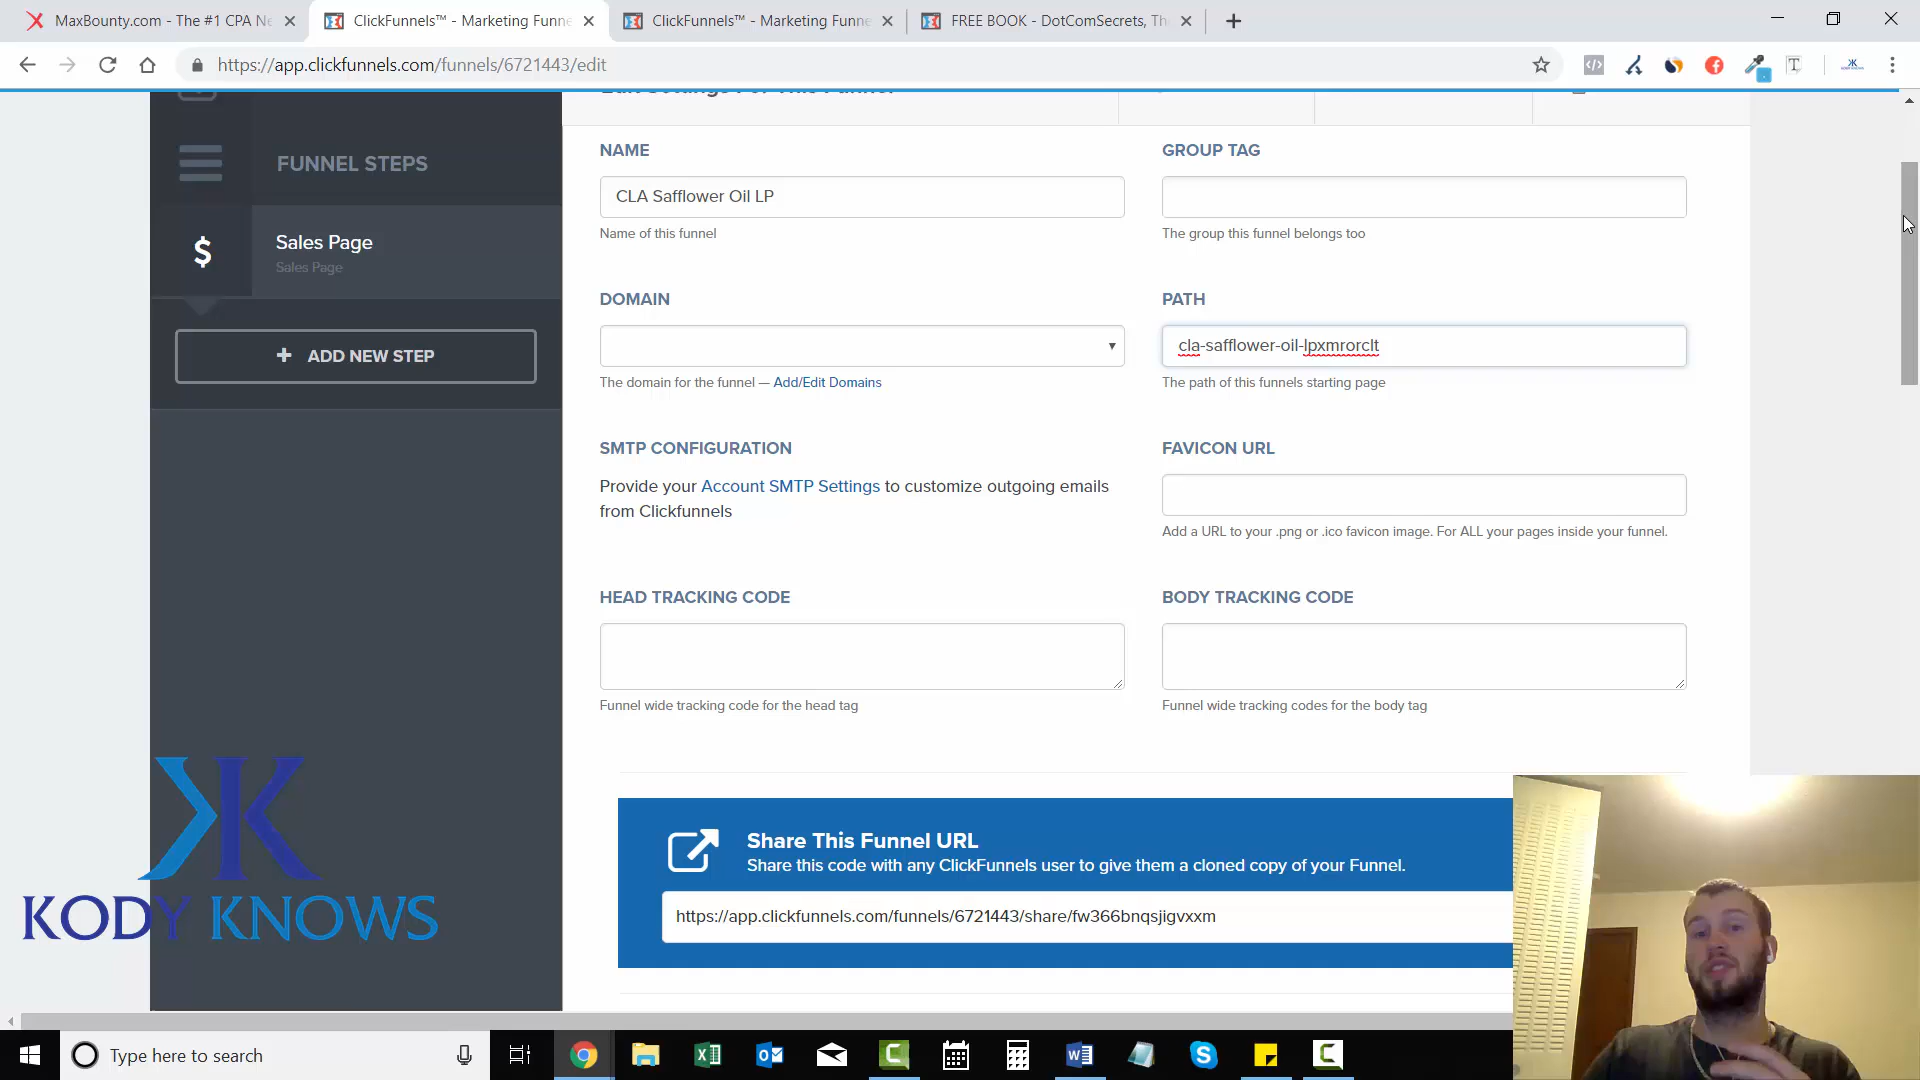 MaxBounty.com - The #1 CPA Ne
ClickFunnels™ - Marketing Funne
ClickFunnels™ - Marketing Funne
FREE BOOK - DotComSecrets, Th
https://app.clickfunnels.com/funnels/6721443/edit
Edit Settings For This Funnel
FUNNEL STEPS
Sales Page
Sales Page
ADD NEW STEP
NAME
CLA Safflower Oil LP
Name of this funnel
GROUP TAG
The group this funnel belongs too
DOMAIN
The domain for the funnel — Add/Edit Domains
PATH
cla-safflower-oil-lpxmrorclt
The path of this funnels starting page
SMTP CONFIGURATION
Provide your Account SMTP Settings to customize outgoing emails
from Clickfunnels
FAVICON URL
Add a URL to your .png or .ico favicon image. For ALL your pages inside your funnel.
HEAD TRACKING CODE
Funnel wide tracking code for the head tag
BODY TRACKING CODE
Funnel wide tracking codes for the body tag
Share This Funnel URL
Share this code with any ClickFunnels user to give them a cloned copy of your Funnel.
https://app.clickfunnels.com/funnels/6721443/share/fw366bnqsjigvxxm
KK
KODY KNOWS
Type here to search